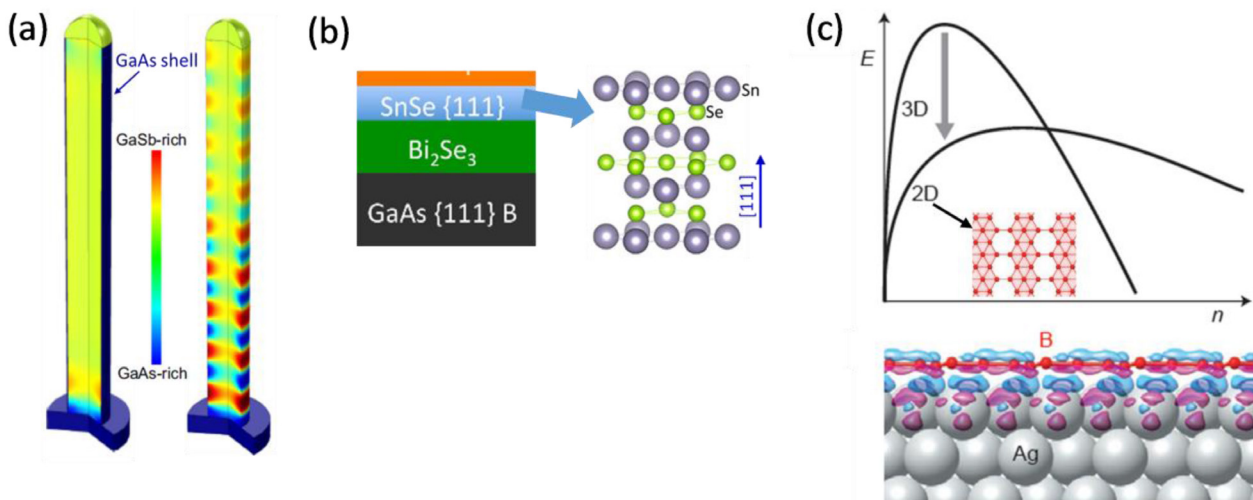 (a)
GaAs shell
GaSb-rich
GaAs-rich
(b)
SnSe {111}
Bi₂Se₃
GaAs {111} B
Sn
Se
[111]
(c)
E
3D
2D
n
B
Ag